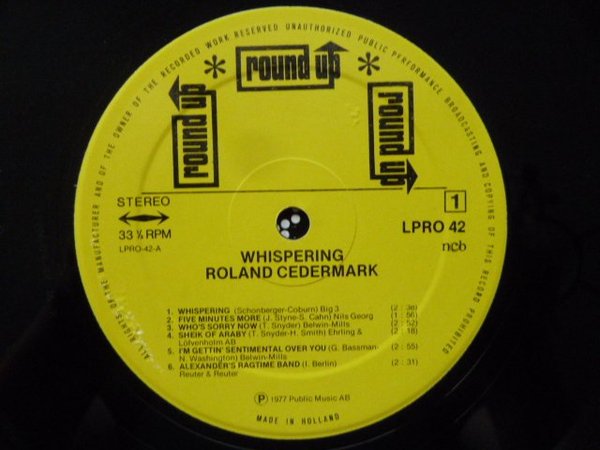 ALL RIGHTS OF THE MANUFACTURER AND OF THE OWNER OF THE RECORDED WORK RESERVED UNAUTHORIZED PUBLIC PERFORMANCE BROADCASTING AND COPYING OF THIS RECORD PROHIBITED
round up * round up * round up
STEREO
33 ⅓ RPM
LPRO-42-A
1
LPRO 42
ncb
WHISPERING
ROLAND CEDERMARK
1. WHISPERING (Schonberger-Coburn) Big 3 (2 : 38)
2. FIVE MINUTES MORE (J. Styne-S. Cahn) Nils Georg (1 : 56)
3. WHO'S SORRY NOW (T. Snyder) Belwin-Mills (2 : 52)
4. SHEIK OF ARABY (T. Snyder-H. Smith) Ehrling & (2 : 18)
Löfvenholm AB
5. I'M GETTIN' SENTIMENTAL OVER YOU (G. Bassman- (2 : 55)
N. Washington) Belwin-Mills
6. ALEXANDER'S RAGTIME BAND (I. Berlin) (2 : 31)
Reuter & Reuter
Ⓟ 1977 Public Music AB
MADE IN HOLLAND